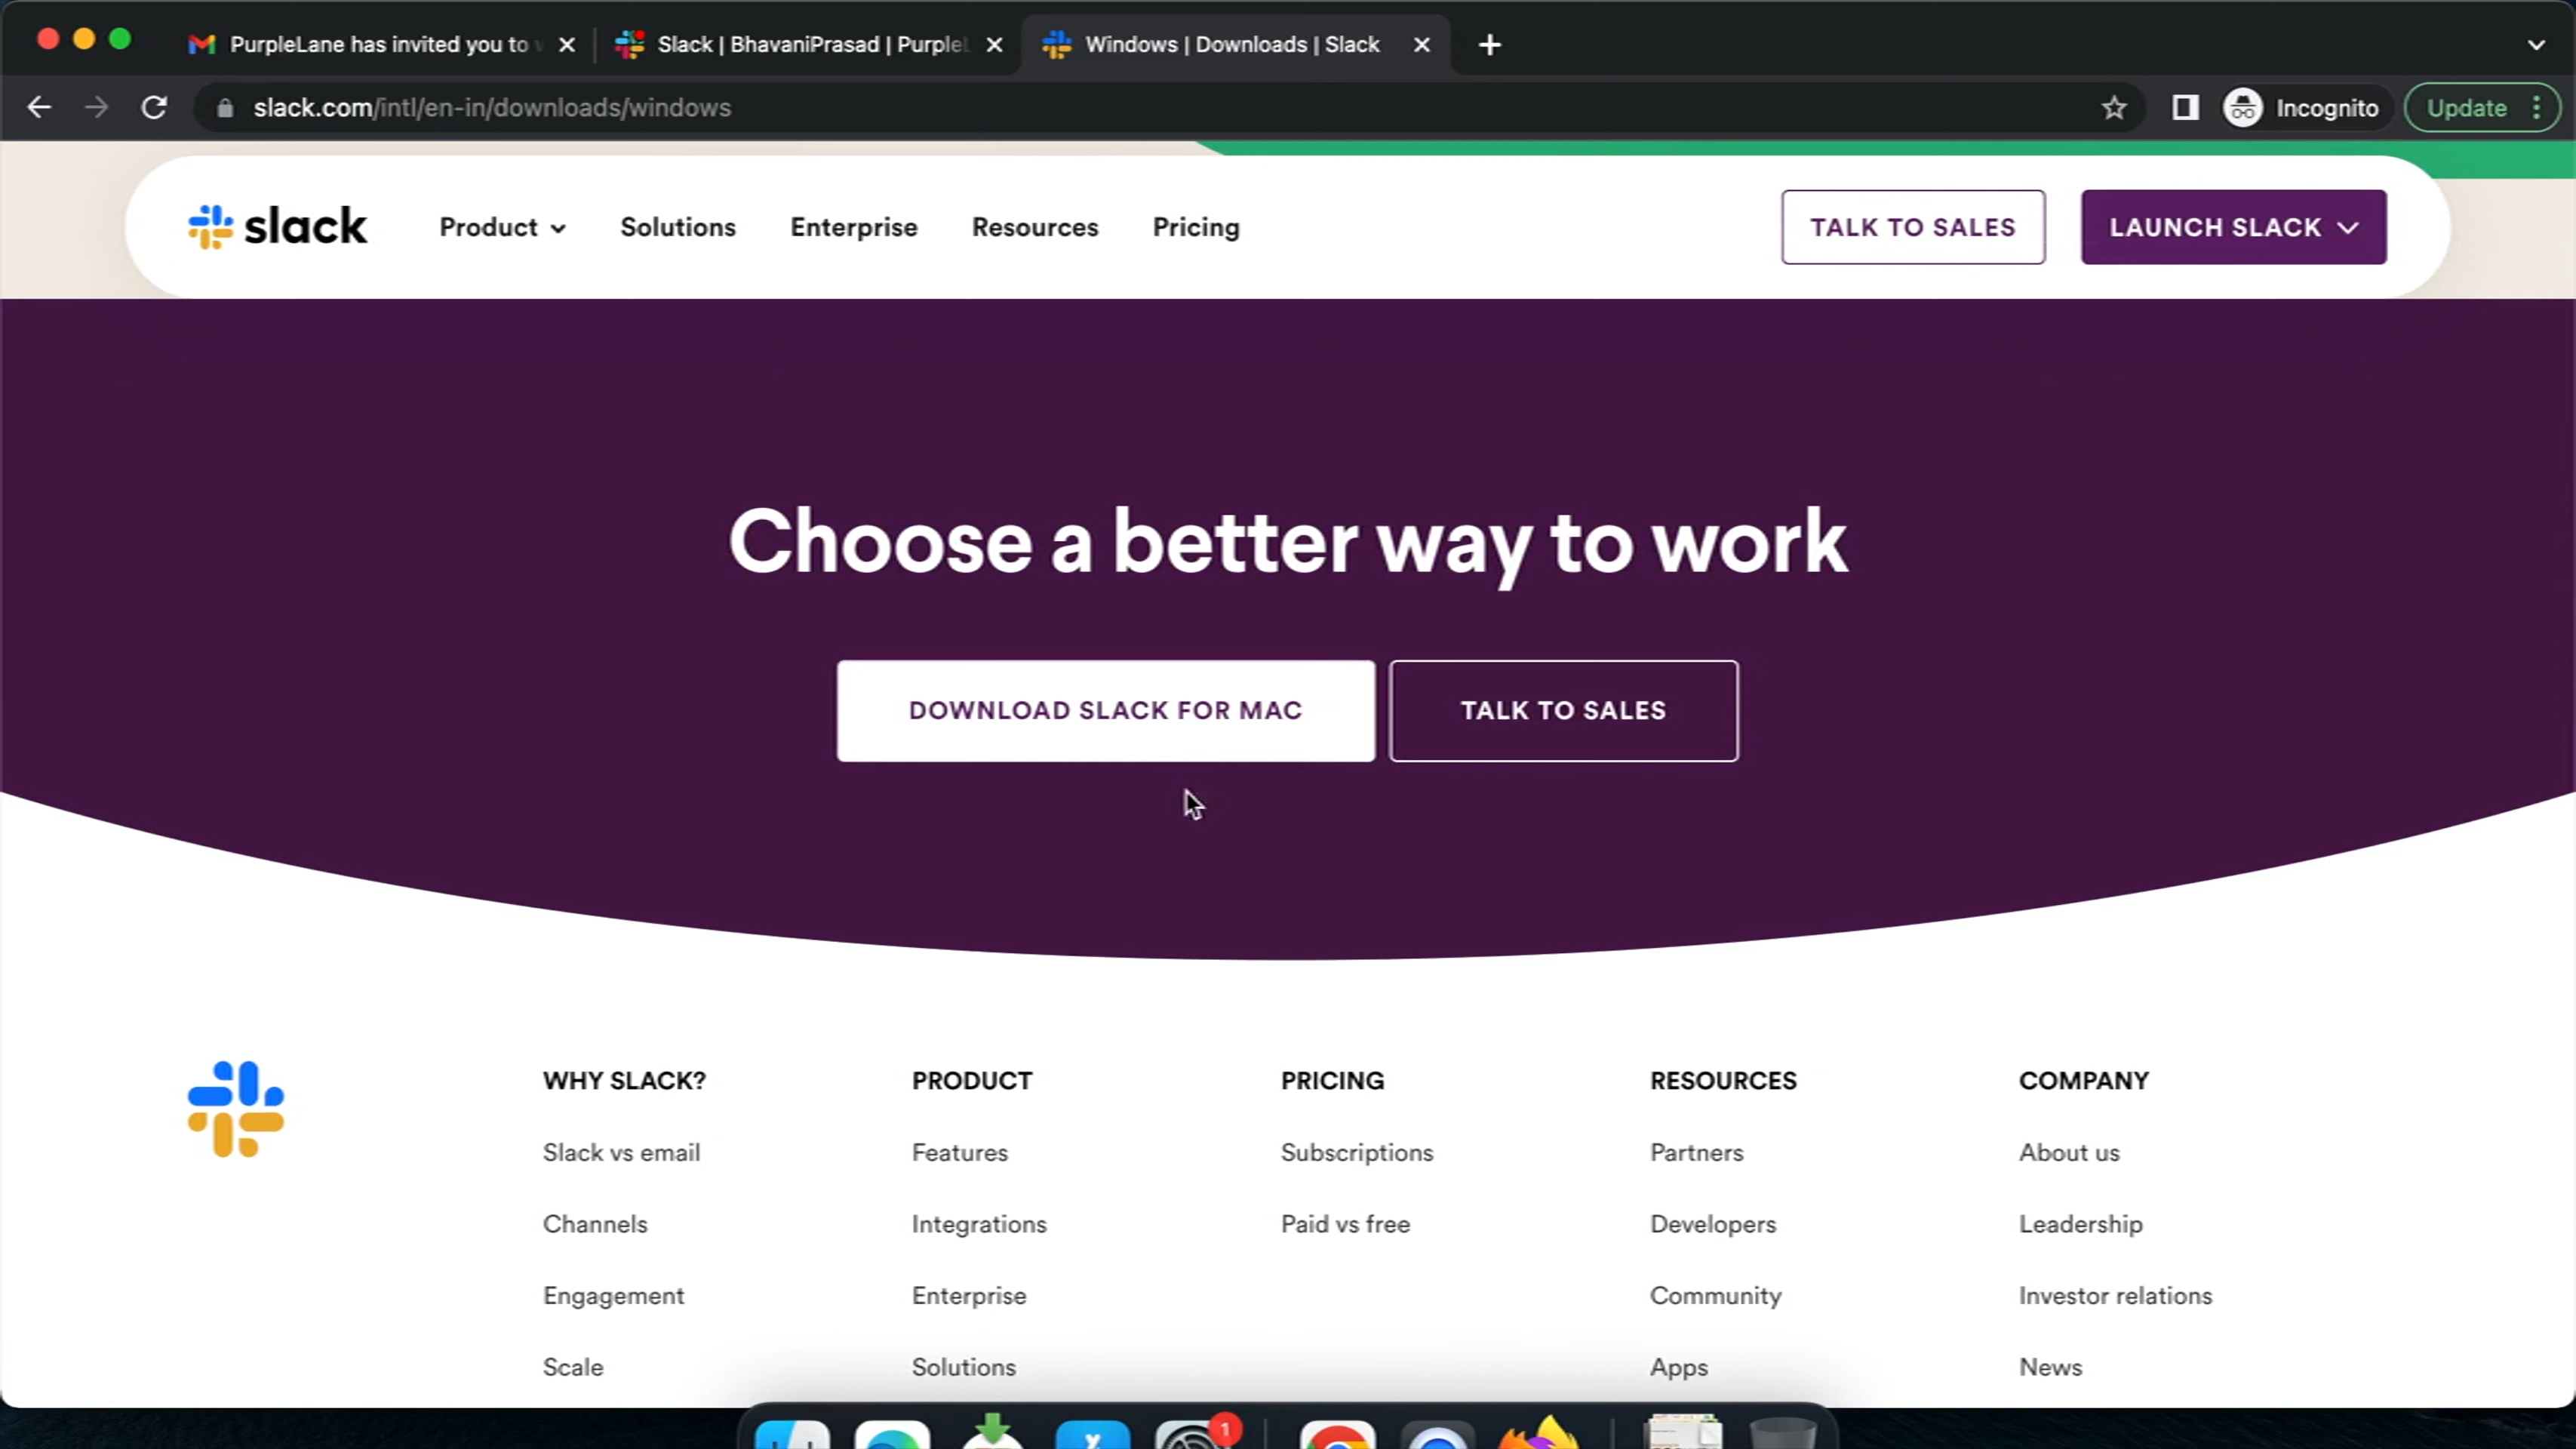 PurpleLane has invited you to
Slack | BhavaniPrasad | Purple
Windows | Downloads | Slack
slack.com/intl/en-in/downloads/windows
Incognito
Update
slack
Product
Solutions
Enterprise
Resources
Pricing
TALK TO SALES
LAUNCH SLACK
Choose a better way to work
DOWNLOAD SLACK FOR MAC
TALK TO SALES
WHY SLACK?
Slack vs email
Channels
Engagement
Scale
PRODUCT
Features
Integrations
Enterprise
Solutions
PRICING
Subscriptions
Paid vs free
RESOURCES
Partners
Developers
Community
Apps
COMPANY
About us
Leadership
Investor relations
News
1